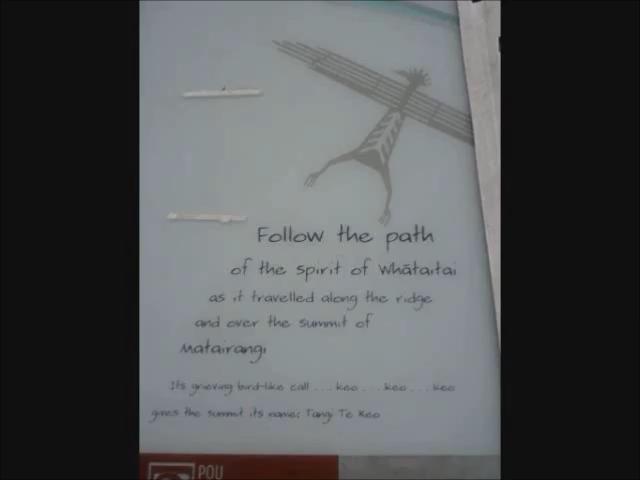 Follow the path
of the spirit of Whātaitai
as it travelled along the ridge
and over the summit of
Matairangi
Its grieving bird-like call . . . keo . . . keo . . . keo
gives the summit its name: Tangi Te Keo
POU